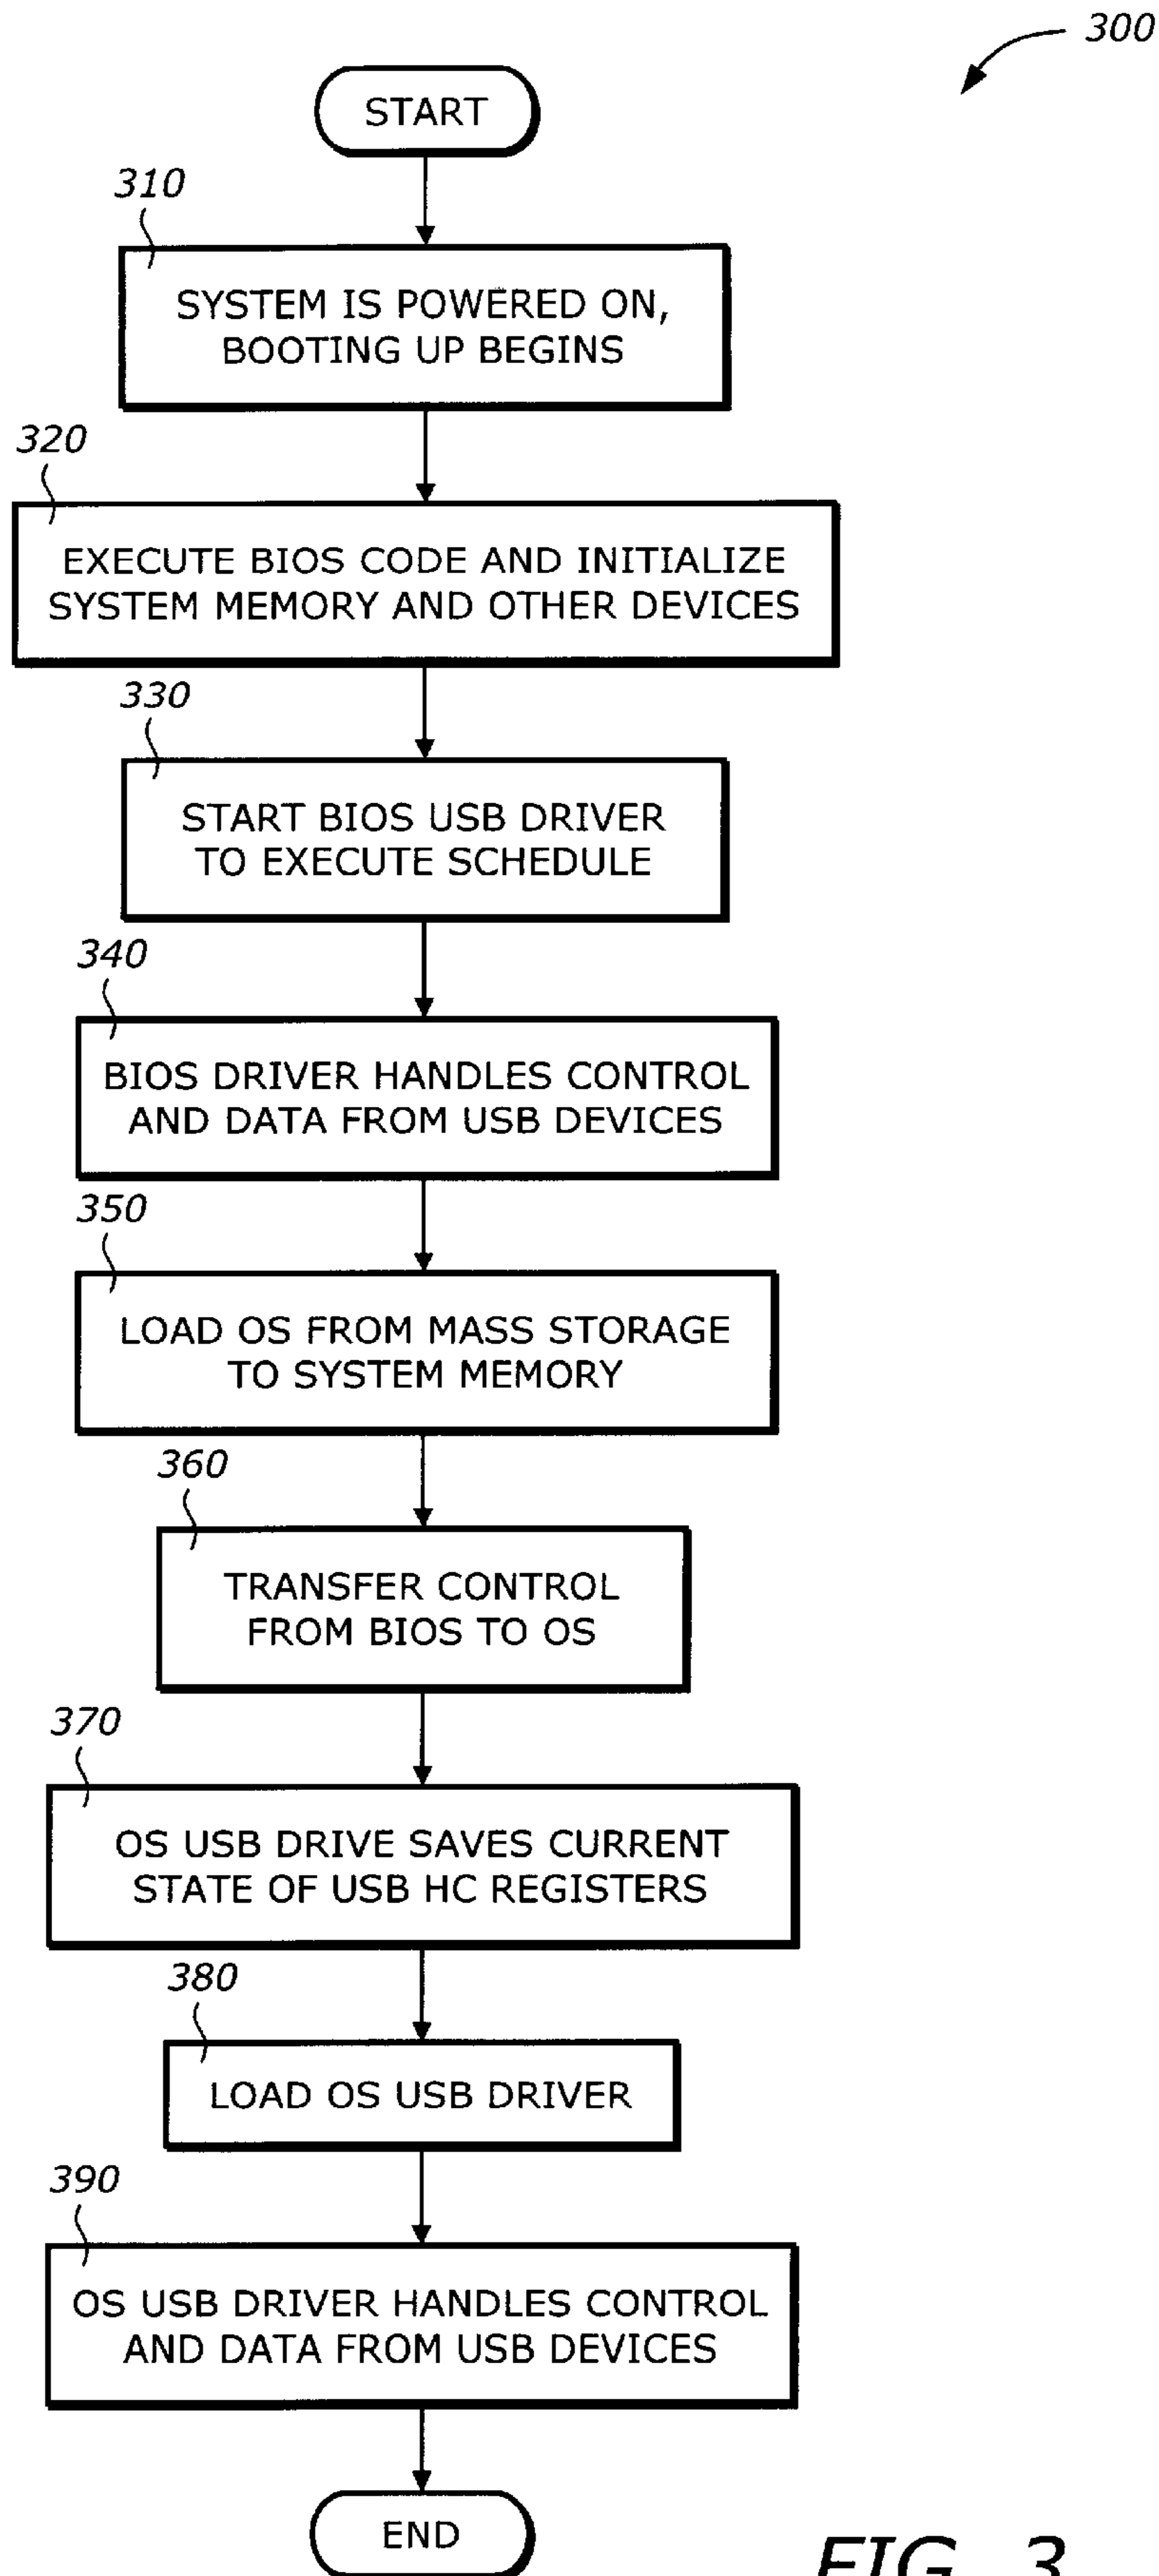 300
START
310
SYSTEM IS POWERED ON,
BOOTING UP BEGINS
320
EXECUTE BIOS CODE AND INITIALIZE
SYSTEM MEMORY AND OTHER DEVICES
330
START BIOS USB DRIVER
TO EXECUTE SCHEDULE
340
BIOS DRIVER HANDLES CONTROL
AND DATA FROM USB DEVICES
350
LOAD OS FROM MASS STORAGE
TO SYSTEM MEMORY
360
TRANSFER CONTROL
FROM BIOS TO OS
370
OS USB DRIVE SAVES CURRENT
STATE OF USB HC REGISTERS
380
LOAD OS USB DRIVER
390
OS USB DRIVER HANDLES CONTROL
AND DATA FROM USB DEVICES
END
FIG. 3